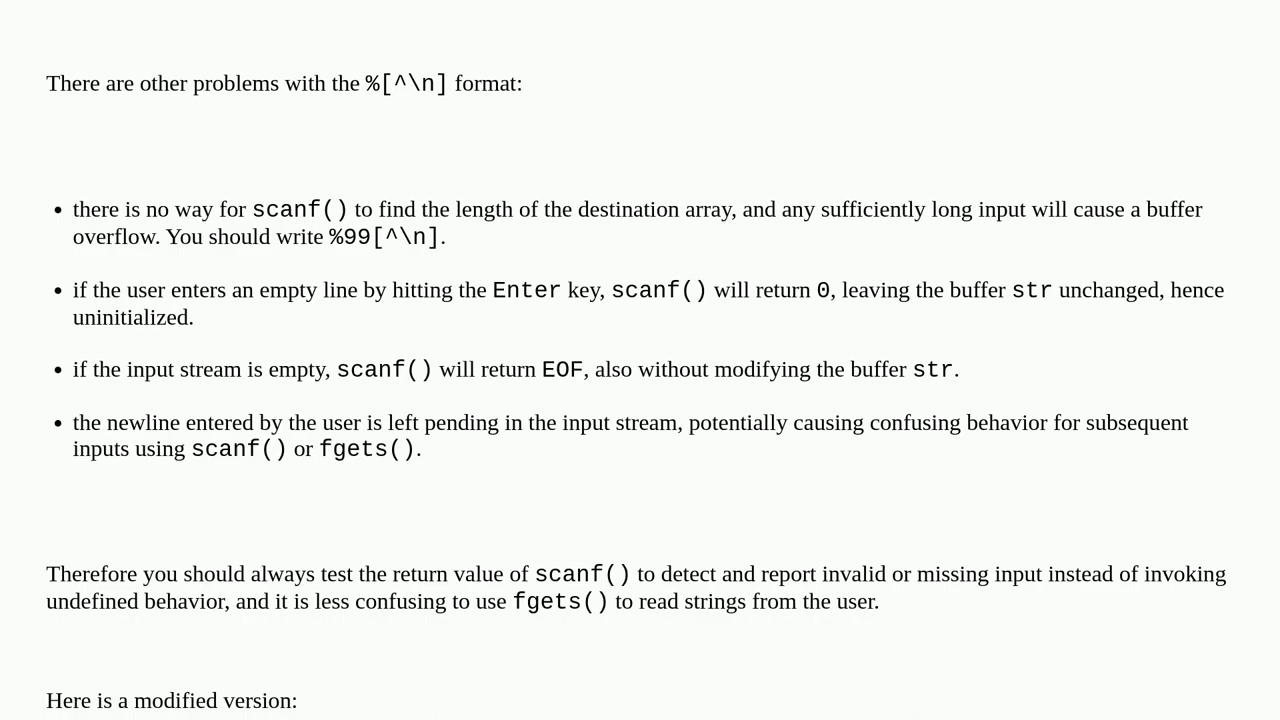 There are other problems with the %[^\n] format:
• there is no way for scanf() to find the length of the destination array, and any sufficiently long input will cause a buffer
overflow. You should write %99[^\n].
• if the user enters an empty line by hitting the Enter key, scanf() will return 0, leaving the buffer str unchanged, hence
uninitialized.
• if the input stream is empty, scanf() will return EOF, also without modifying the buffer str.
• the newline entered by the user is left pending in the input stream, potentially causing confusing behavior for subsequent
inputs using scanf() or fgets().
Therefore you should always test the return value of scanf() to detect and report invalid or missing input instead of invoking
undefined behavior, and it is less confusing to use fgets() to read strings from the user.
Here is a modified version: